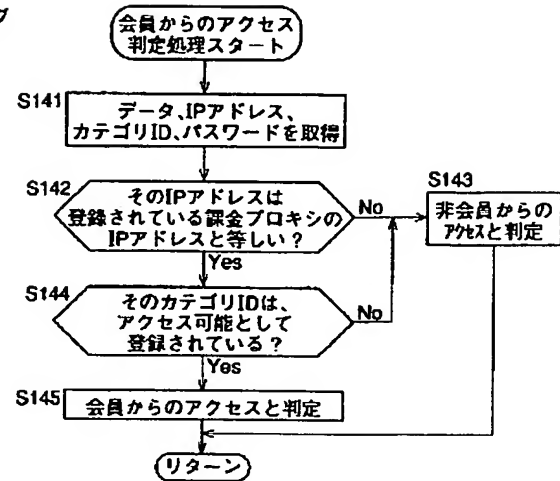 会員からのアクセス
判定処理スタート
S141
データ、IPアドレス、
カテゴリID、パスワードを取得
S142
そのIPアドレスは
登録されている課金プロキシの
IPアドレスと等しい？
No
S143
非会員からの
アクセスと判定
Yes
S144
そのカテゴリIDは、
アクセス可能として
登録されている？
No
Yes
S145
会員からのアクセスと判定
リターン